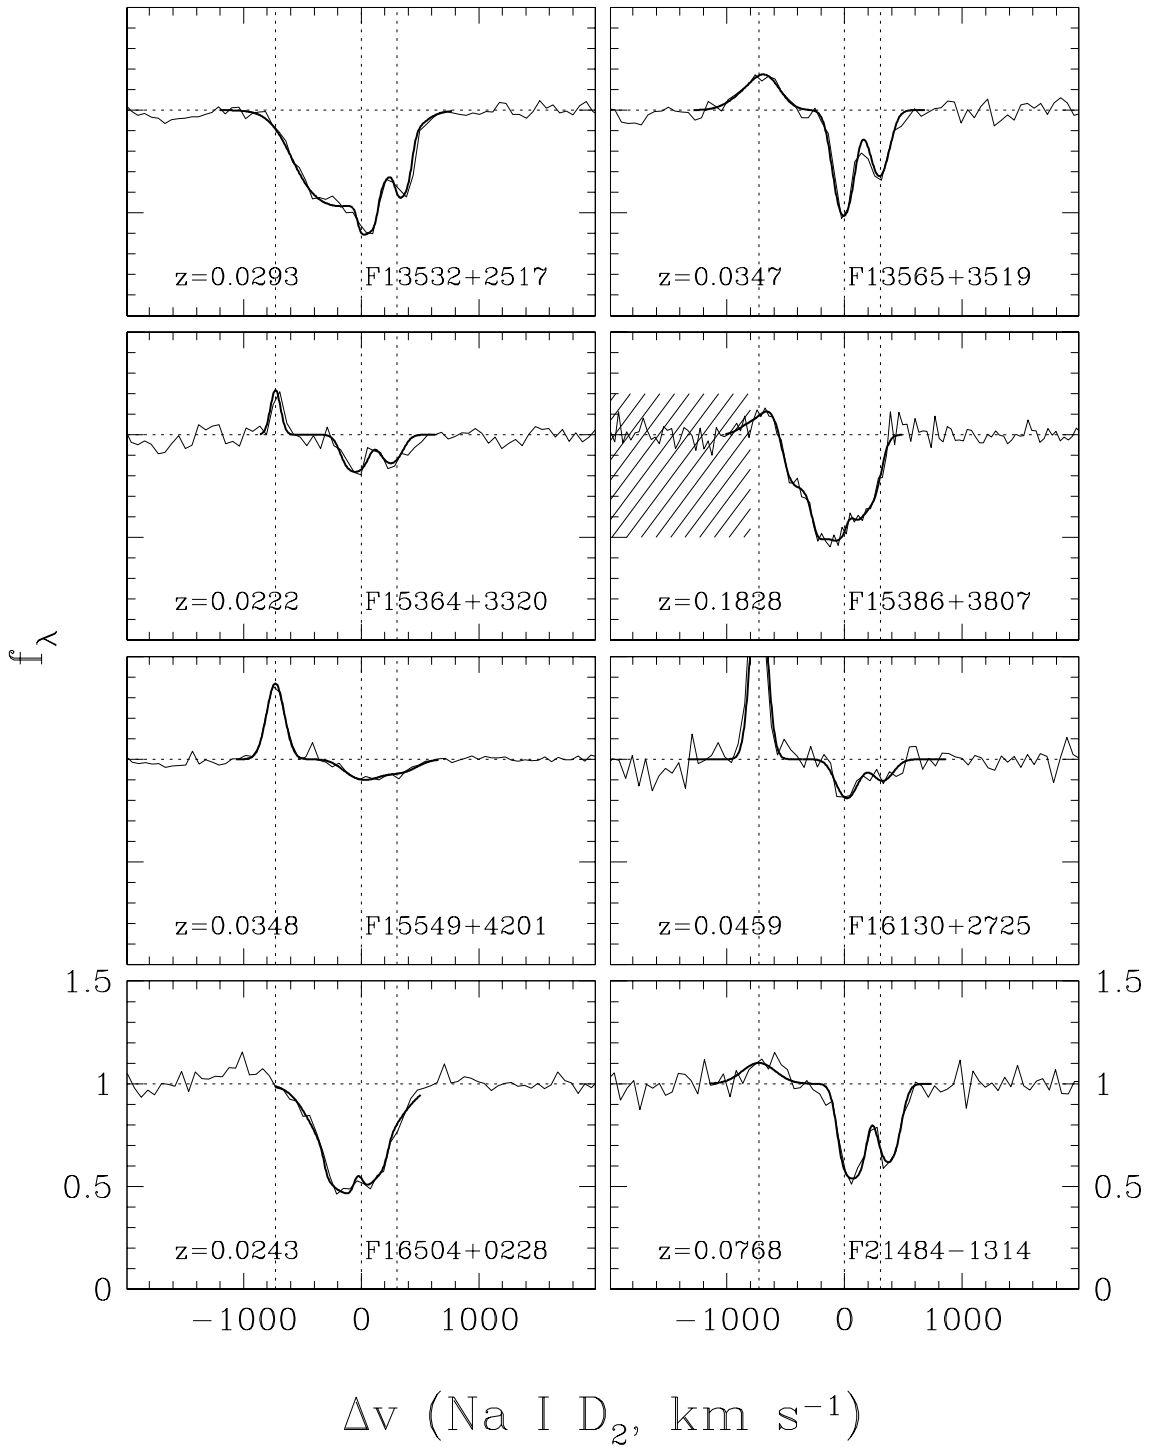 z=0.0293 F13532+2517
z=0.0347 F13565+3519
z=0.0222 F15364+3320
z=0.1828 F15386+3807
fλ
z=0.0348 F15549+4201
z=0.0459 F16130+2725
1.5 1.5
1 1
0.5 0.5
z=0.0243 F16504+0228
z=0.0768 F21484−1314
0 0
−1000 0 1000 −1000 0 1000
Δv (Na I D₂, km s⁻¹)